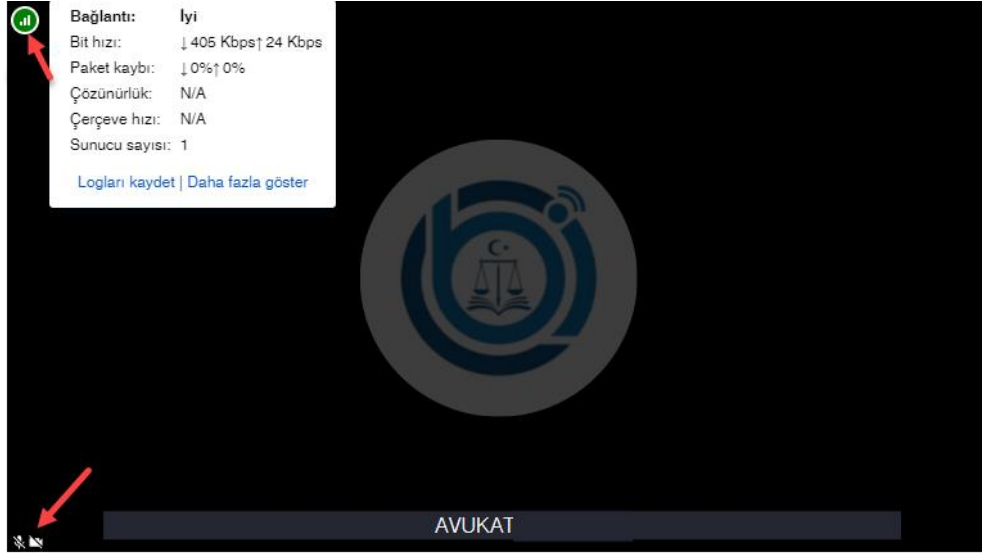 Bağlantı: İyi
Bit hızı: ↓405 Kbps↑24 Kbps
Paket kaybı: ↓0%↑0%
Çözünürlük: N/A
Çerçeve hızı: N/A
Sunucu sayısı: 1
Logları kaydet | Daha fazla göster
AVUKAT